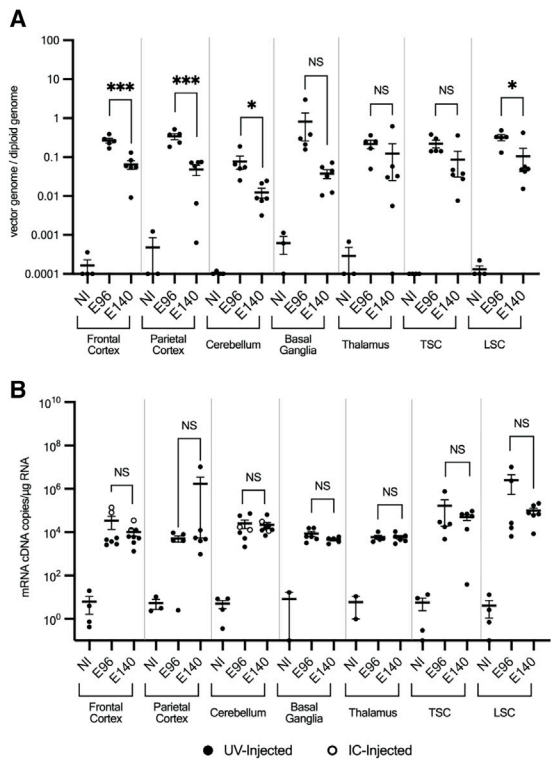 A
vector genome / diploid genome
100
10
1
0.1
0.01
0.001
0.0001
*** *** * NS NS NS *
NI E96 E140 NI E96 E140 NI E96 E140 NI E96 E140 NI E96 E140 NI E96 E140 NI E96 E140
Frontal Parietal Cerebellum Basal Thalamus TSC LSC
Cortex Cortex Ganglia
B
mRNA cDNA copies/μg RNA
10^10
10^8
10^6
10^4
10^2
10^0
NS NS NS NS NS NS NS
NI E96 E140 NI E96 E140 NI E96 E140 NI E96 E140 NI E96 E140 NI E96 E140 NI E96 E140
Frontal Parietal Cerebellum Basal Thalamus TSC LSC
Cortex Cortex Ganglia
UV-Injected IC-Injected